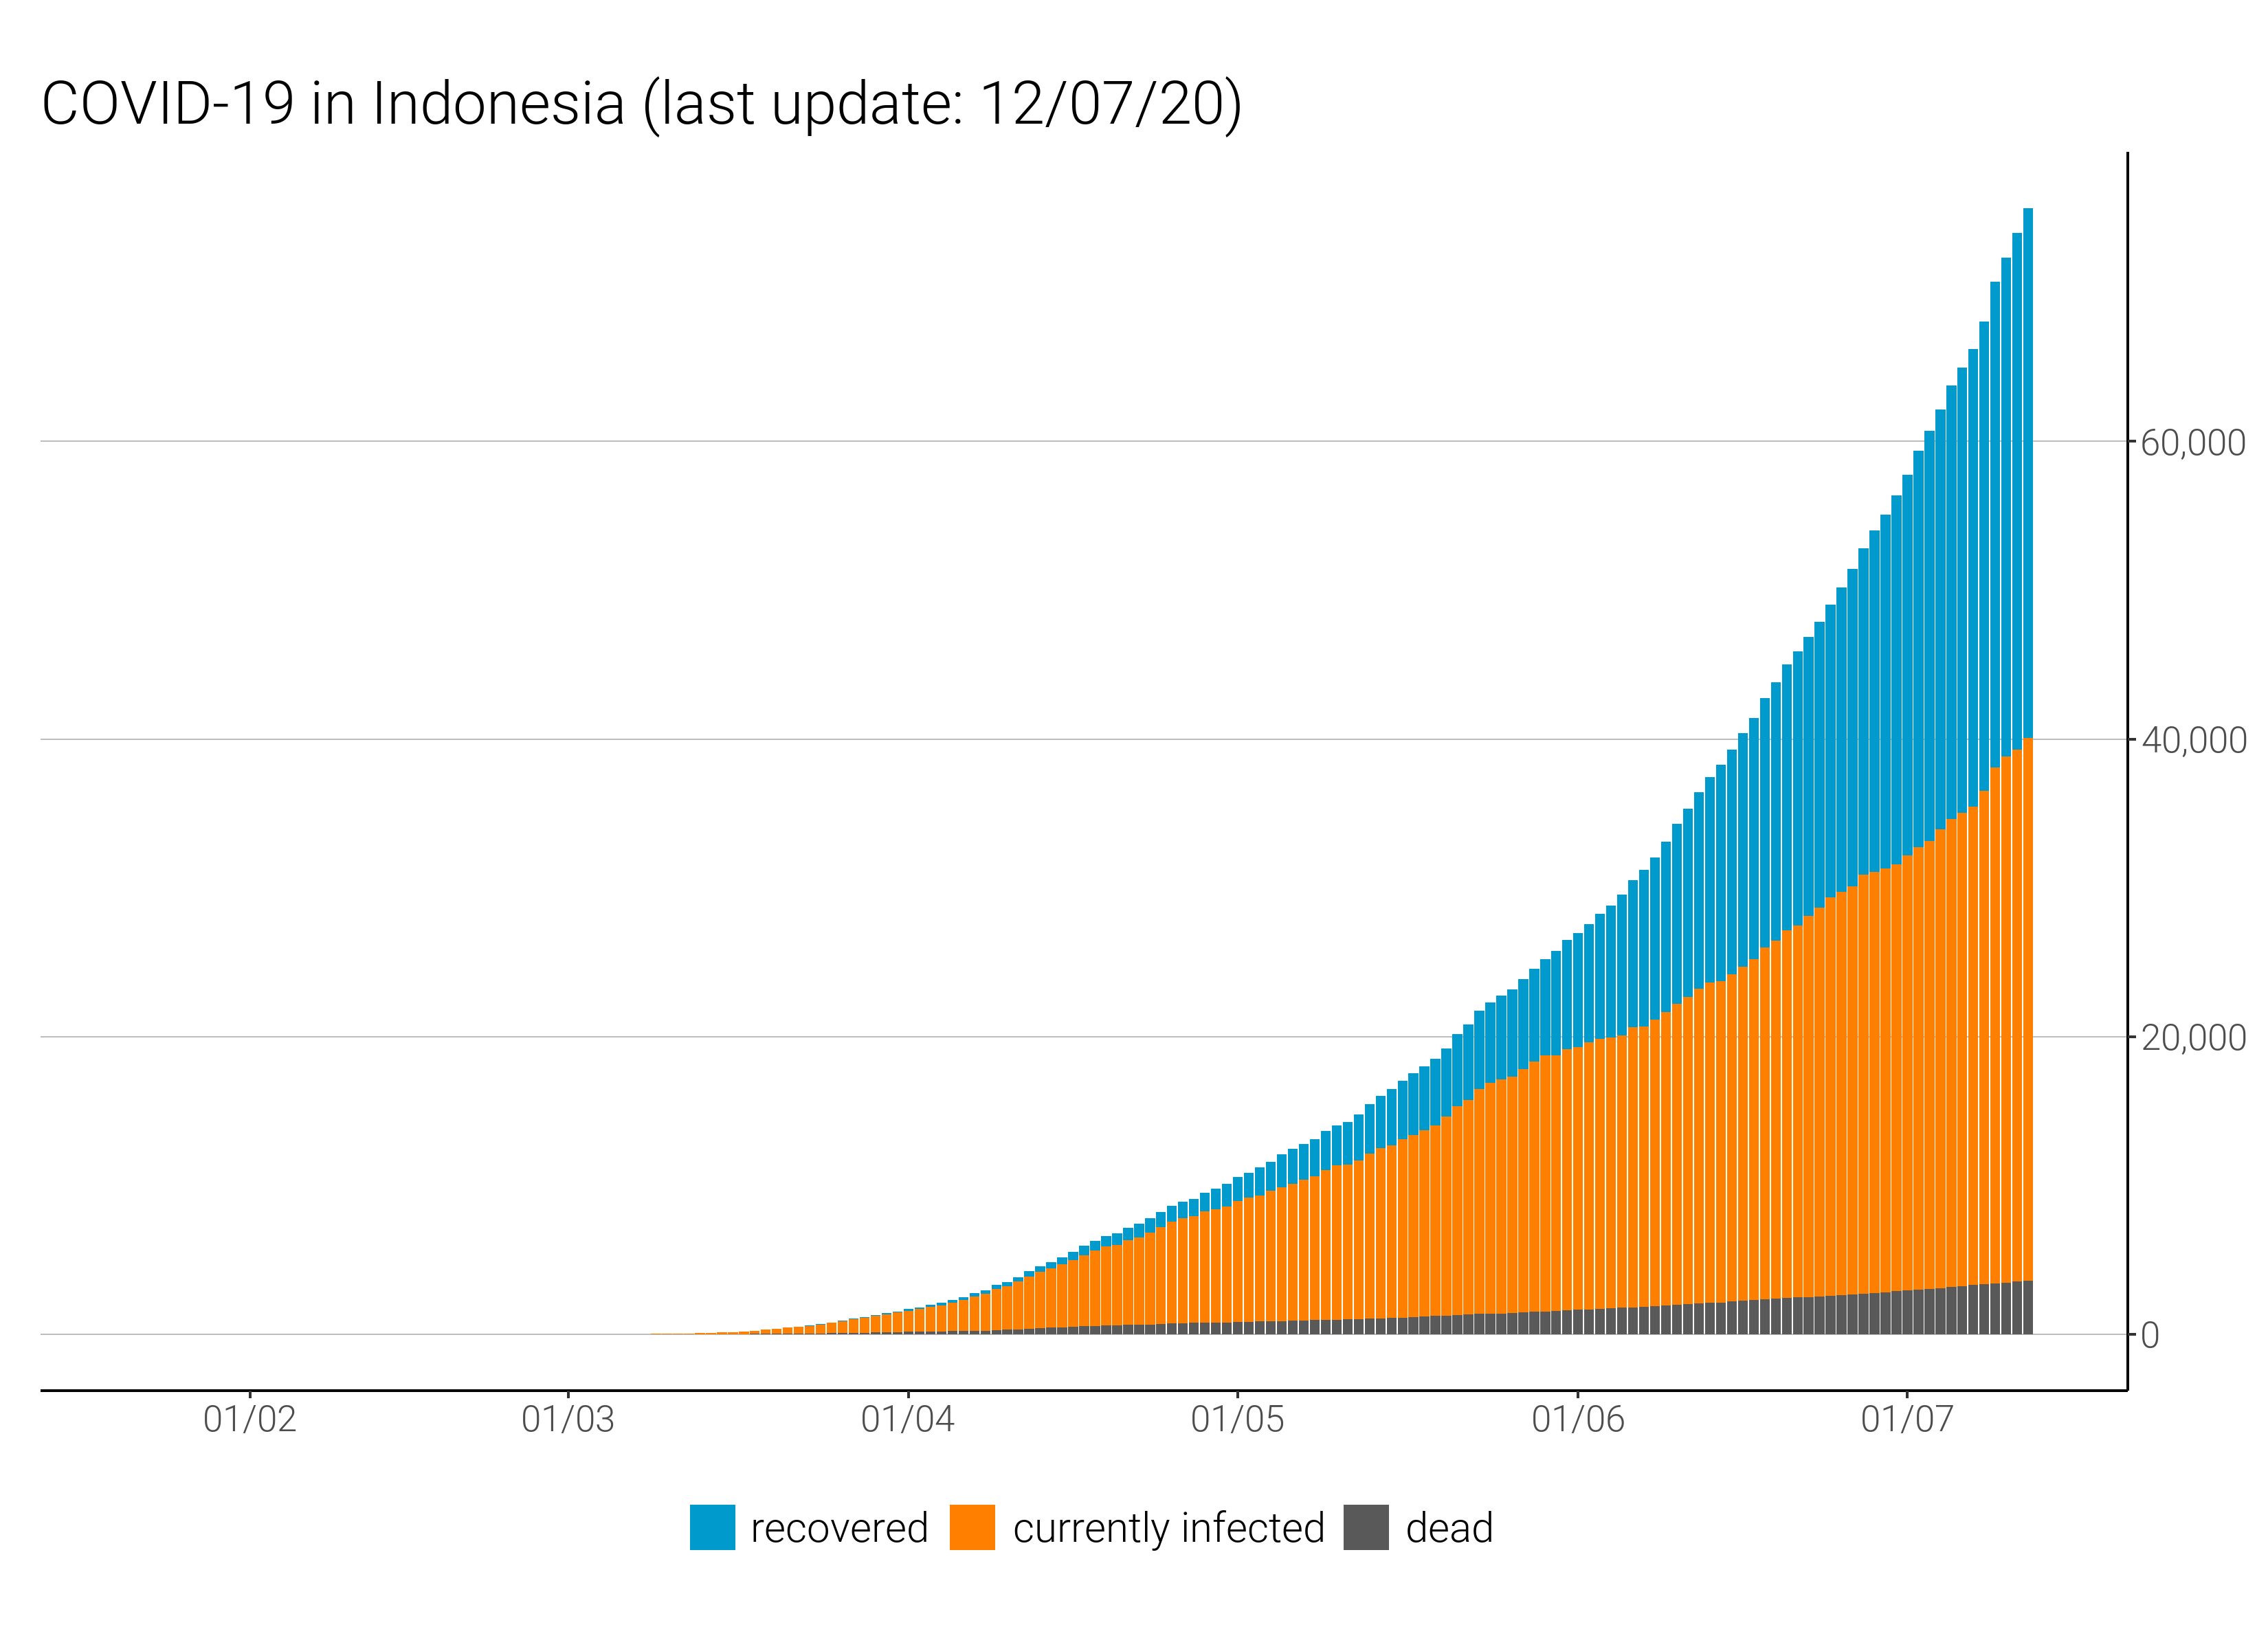 COVID-19 in Indonesia (last update: 12/07/20)
60,000
40,000
20,000
0
01/02 01/03 01/04 01/05 01/06 01/07
recovered currently infected dead